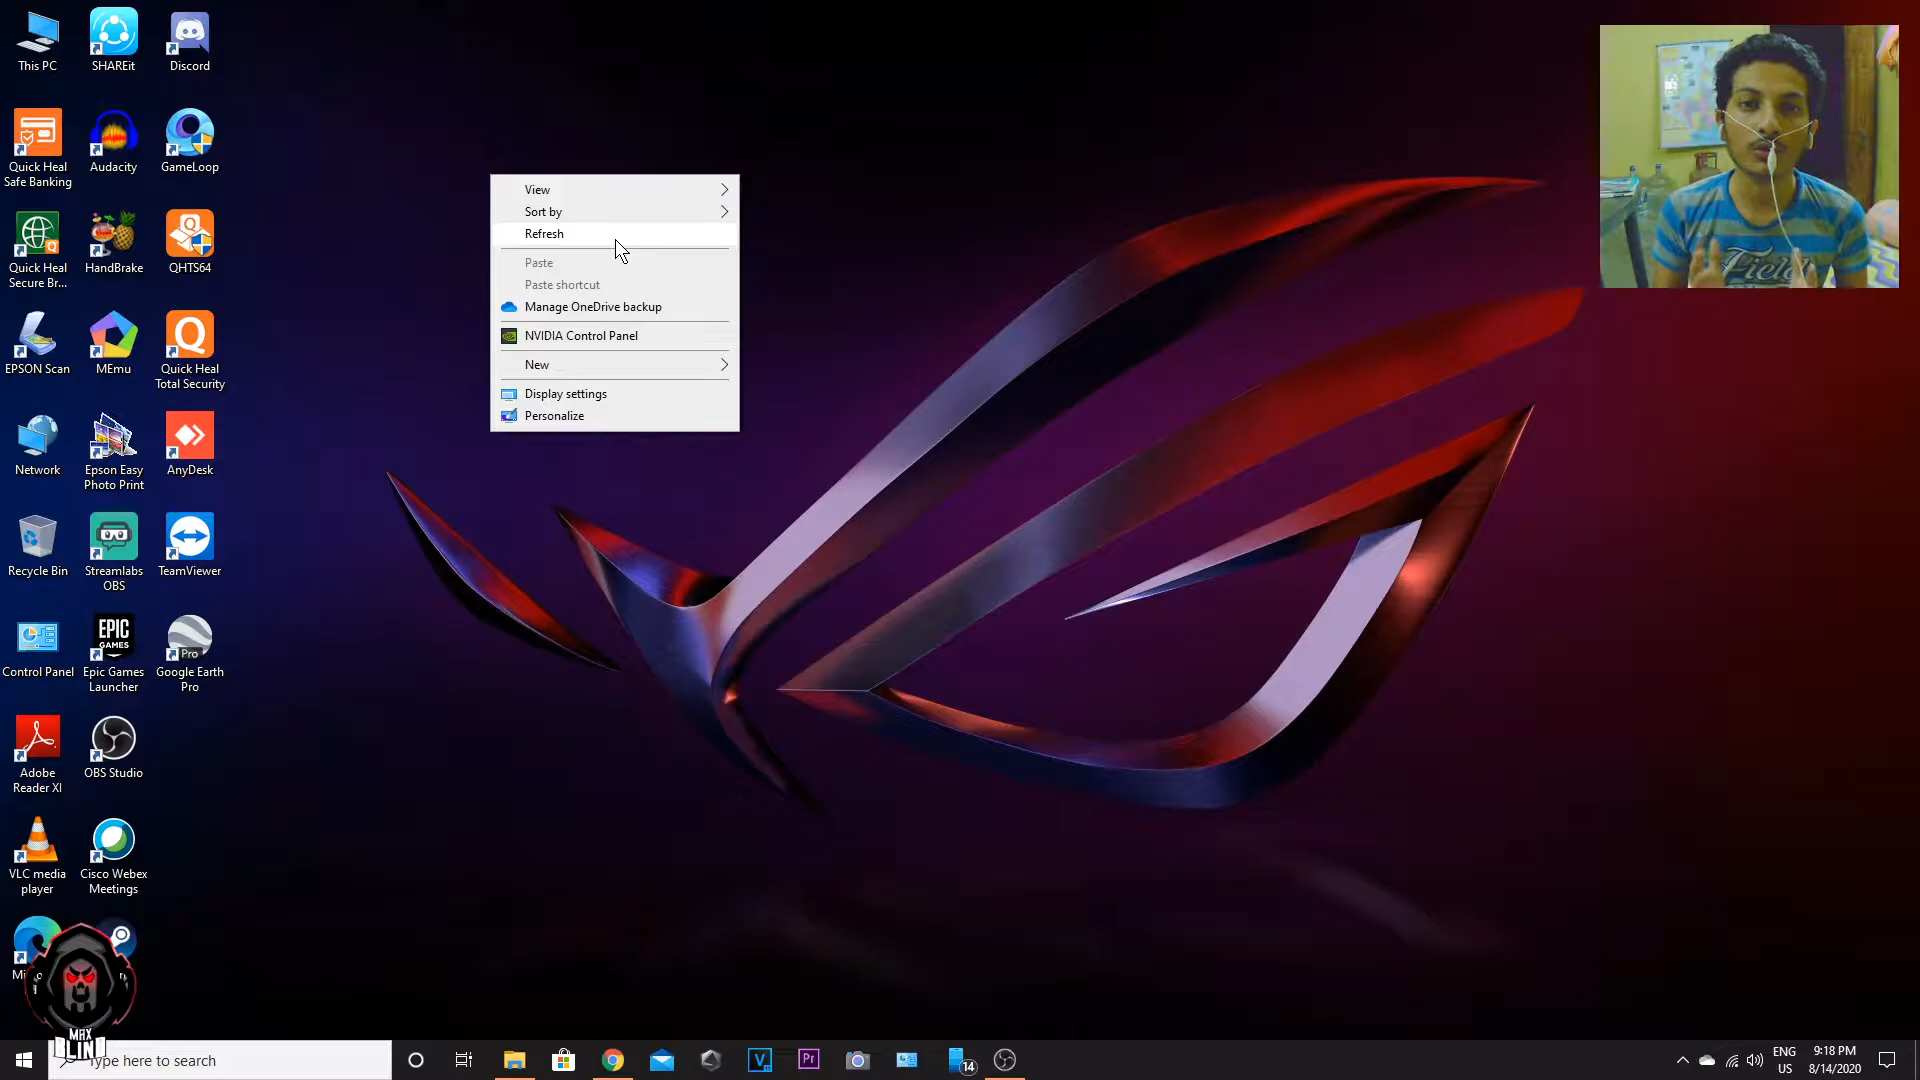 This PC
SHAREit
Discord
Quick Heal
Safe Banking
Audacity
GameLoop
Quick Heal
Secure Br...
HandBrake
QHTS64
EPSON Scan
MEmu
Quick Heal
Total Security
Network
Epson Easy
Photo Print
AnyDesk
Recycle Bin
Streamlabs
OBS
TeamViewer
Control Panel
EPIC
GAMES
Epic Games
Launcher
Pro
Google Earth
Pro
Adobe
Reader XI
OBS Studio
VLC media
player
Cisco Webex
Meetings
View
Sort by
Refresh
Paste
Paste shortcut
Manage OneDrive backup
NVIDIA Control Panel
New
Display settings
Personalize
Field
MAX
BLIND
Type here to search
Pr
14
ENG
US
9:18 PM
8/14/2020